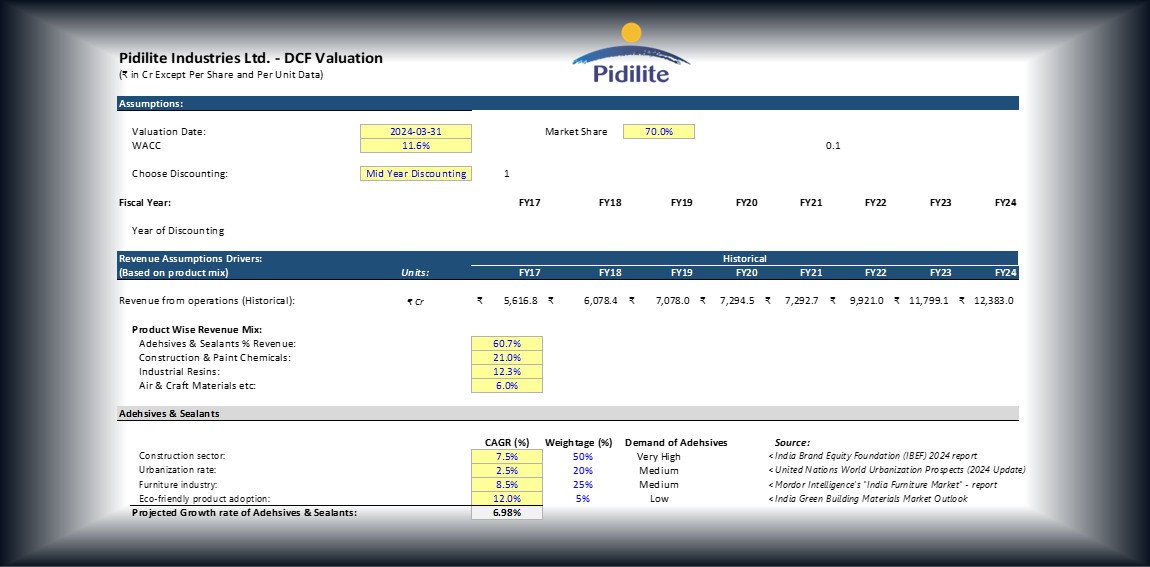 Pidilite Industries Ltd. - DCF Valuation
(₹ in Cr Except Per Share and Per Unit Data)
Pidilite
Assumptions:
Valuation Date: 2024-03-31 Market Share 70.0%
WACC 11.6% 0.1
Choose Discounting: Mid Year Discounting 1
Fiscal Year: FY17 FY18 FY19 FY20 FY21 FY22 FY23 FY24
Year of Discounting
Revenue Assumptions Drivers: Historical
(Based on product mix) Units: FY17 FY18 FY19 FY20 FY21 FY22 FY23 FY24
Revenue from operations (Historical): ₹ Cr ₹ 5,616.8 ₹ 6,078.4 ₹ 7,078.0 ₹ 7,294.5 ₹ 7,292.7 ₹ 9,921.0 ₹ 11,799.1 ₹ 12,383.0
Product Wise Revenue Mix:
Adehsives & Sealants % Revenue: 60.7%
Construction & Paint Chemicals: 21.0%
Industrial Resins: 12.3%
Air & Craft Materials etc: 6.0%
Adehsives & Sealants
CAGR (%) Weightage (%) Demand of Adehsives Source:
Construction sector: 7.5% 50% Very High < India Brand Equity Foundation (IBEF) 2024 report
Urbanization rate: 2.5% 20% Medium < United Nations World Urbanization Prospects (2024 Update)
Furniture industry: 8.5% 25% Medium < Mordor Intelligence's "India Furniture Market" - report
Eco-friendly product adoption: 12.0% 5% Low < India Green Building Materials Market Outlook
Projected Growth rate of Adehsives & Sealants: 6.98%